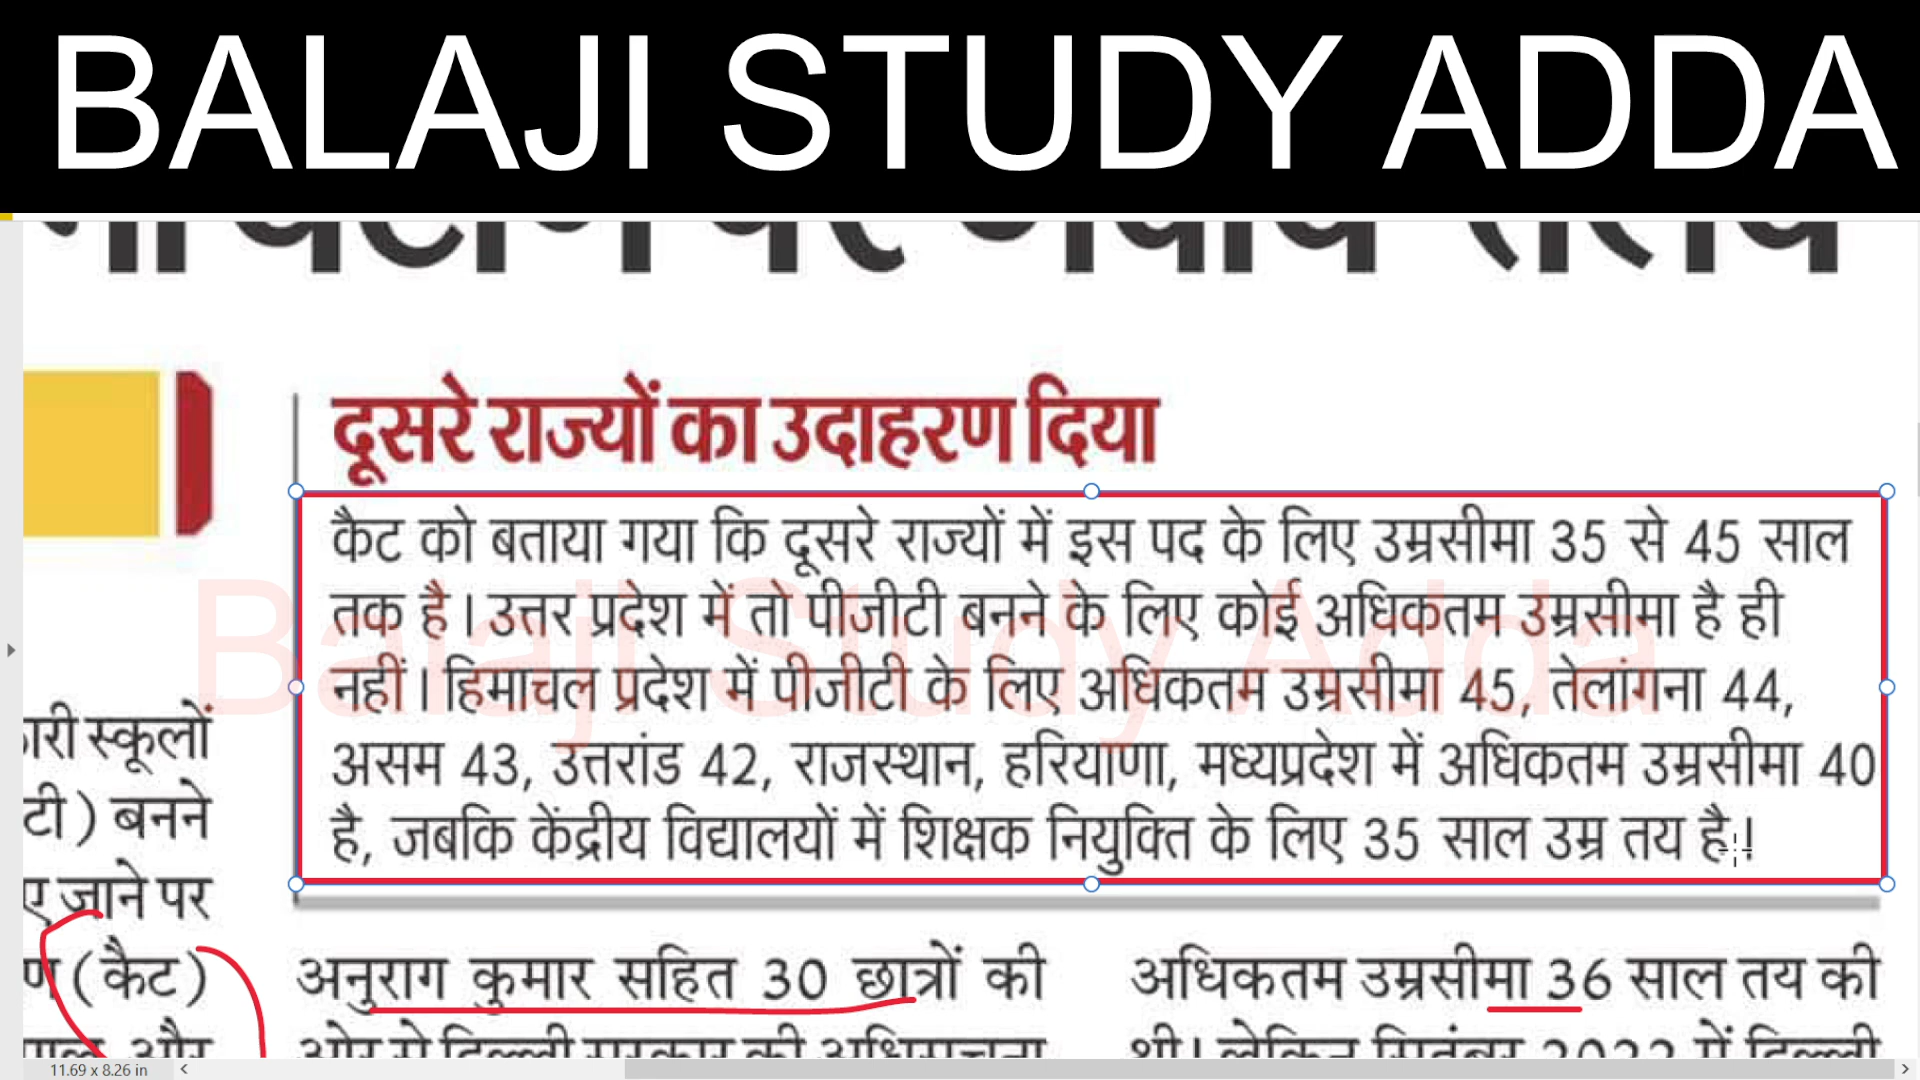 BALAJI STUDY ADDA
दूसरे राज्यों का उदाहरण दिया
कैट को बताया गया कि दूसरे राज्यों में इस पद के लिए उम्रसीमा 35 से 45 साल
तक है। उत्तर प्रदेश में तो पीजीटी बनने के लिए कोई अधिकतम उम्रसीमा है ही
नहीं। हिमाचल प्रदेश में पीजीटी के लिए अधिकतम उम्रसीमा 45, तेलांगना 44,
असम 43, उत्तरांड 42, राजस्थान, हरियाणा, मध्यप्रदेश में अधिकतम उम्रसीमा 40
है, जबकि केंद्रीय विद्यालयों में शिक्षक नियुक्ति के लिए 35 साल उम्र तय है।
Balaji Study Adda
स्कूलों
टी) बनने
जाने पर
(कैट)
अनुराग कुमार सहित 30 छात्रों की
अधिकतम उम्रसीमा 36 साल तय की
11.69 x 8.26 in